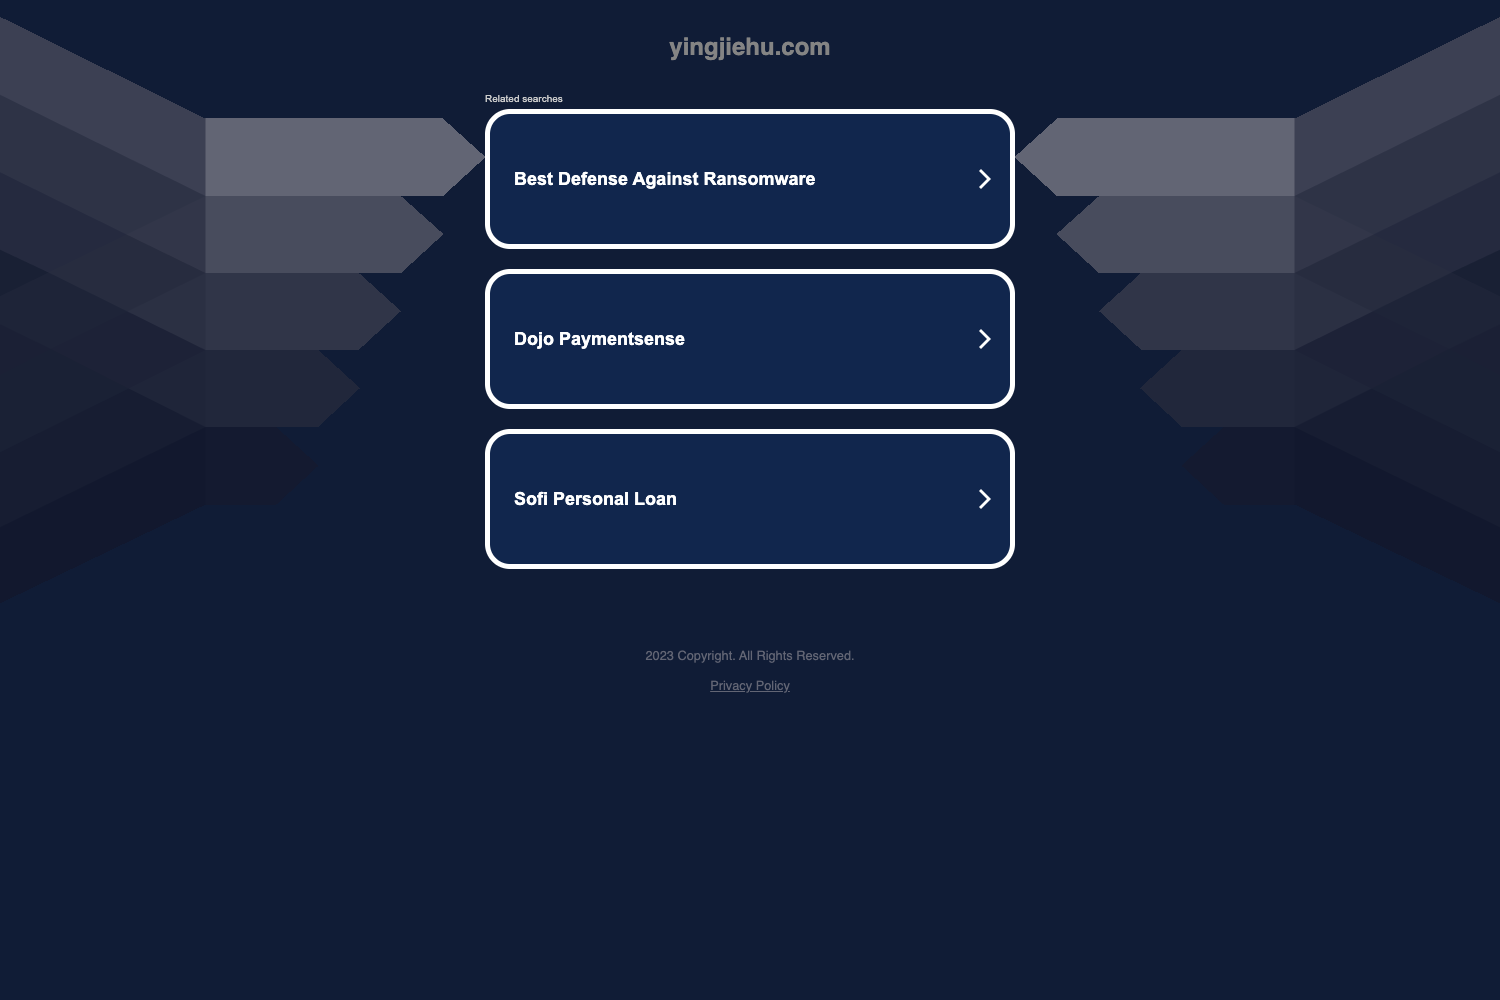 yingjiehu.com
Related searches
Best Defense Against Ransomware
Dojo Paymentsense
Sofi Personal Loan
2023 Copyright. All Rights Reserved.
Privacy Policy